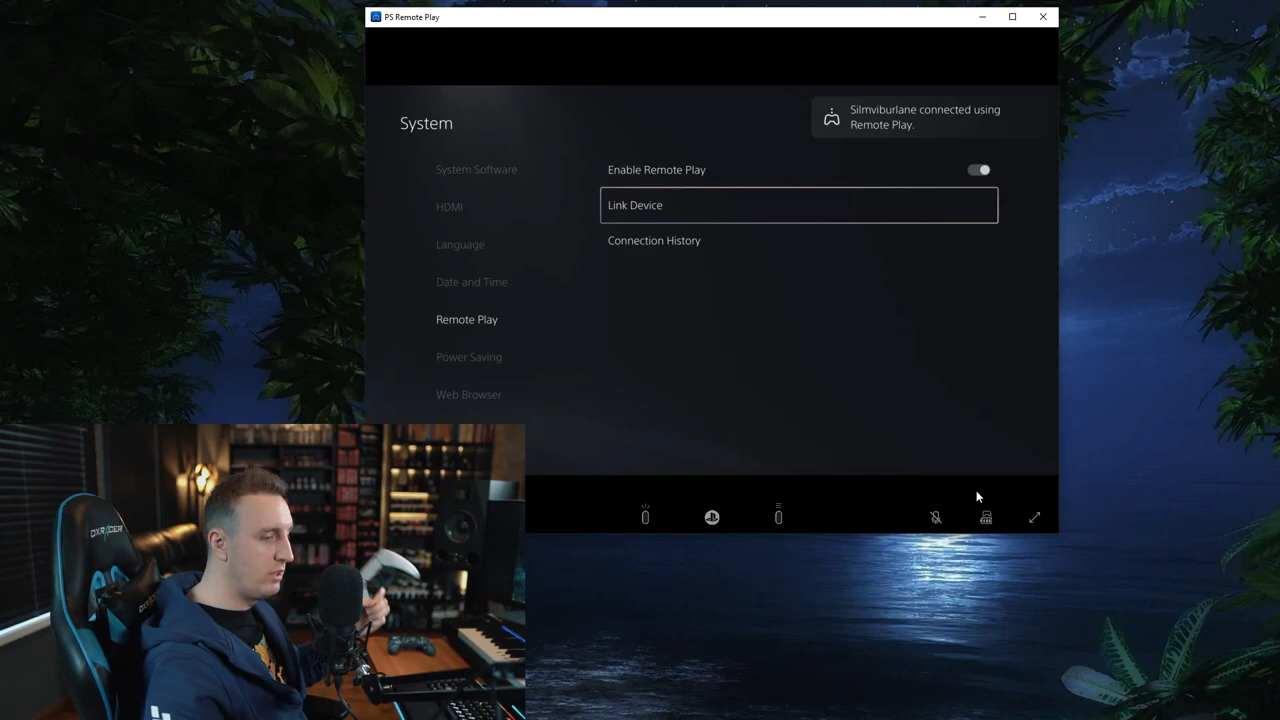 PS Remote Play
System
Silmviburlane connected using
Remote Play.
System Software
HDMI
Language
Date and Time
Remote Play
Power Saving
Web Browser
Enable Remote Play
Link Device
Connection History
DXRACER